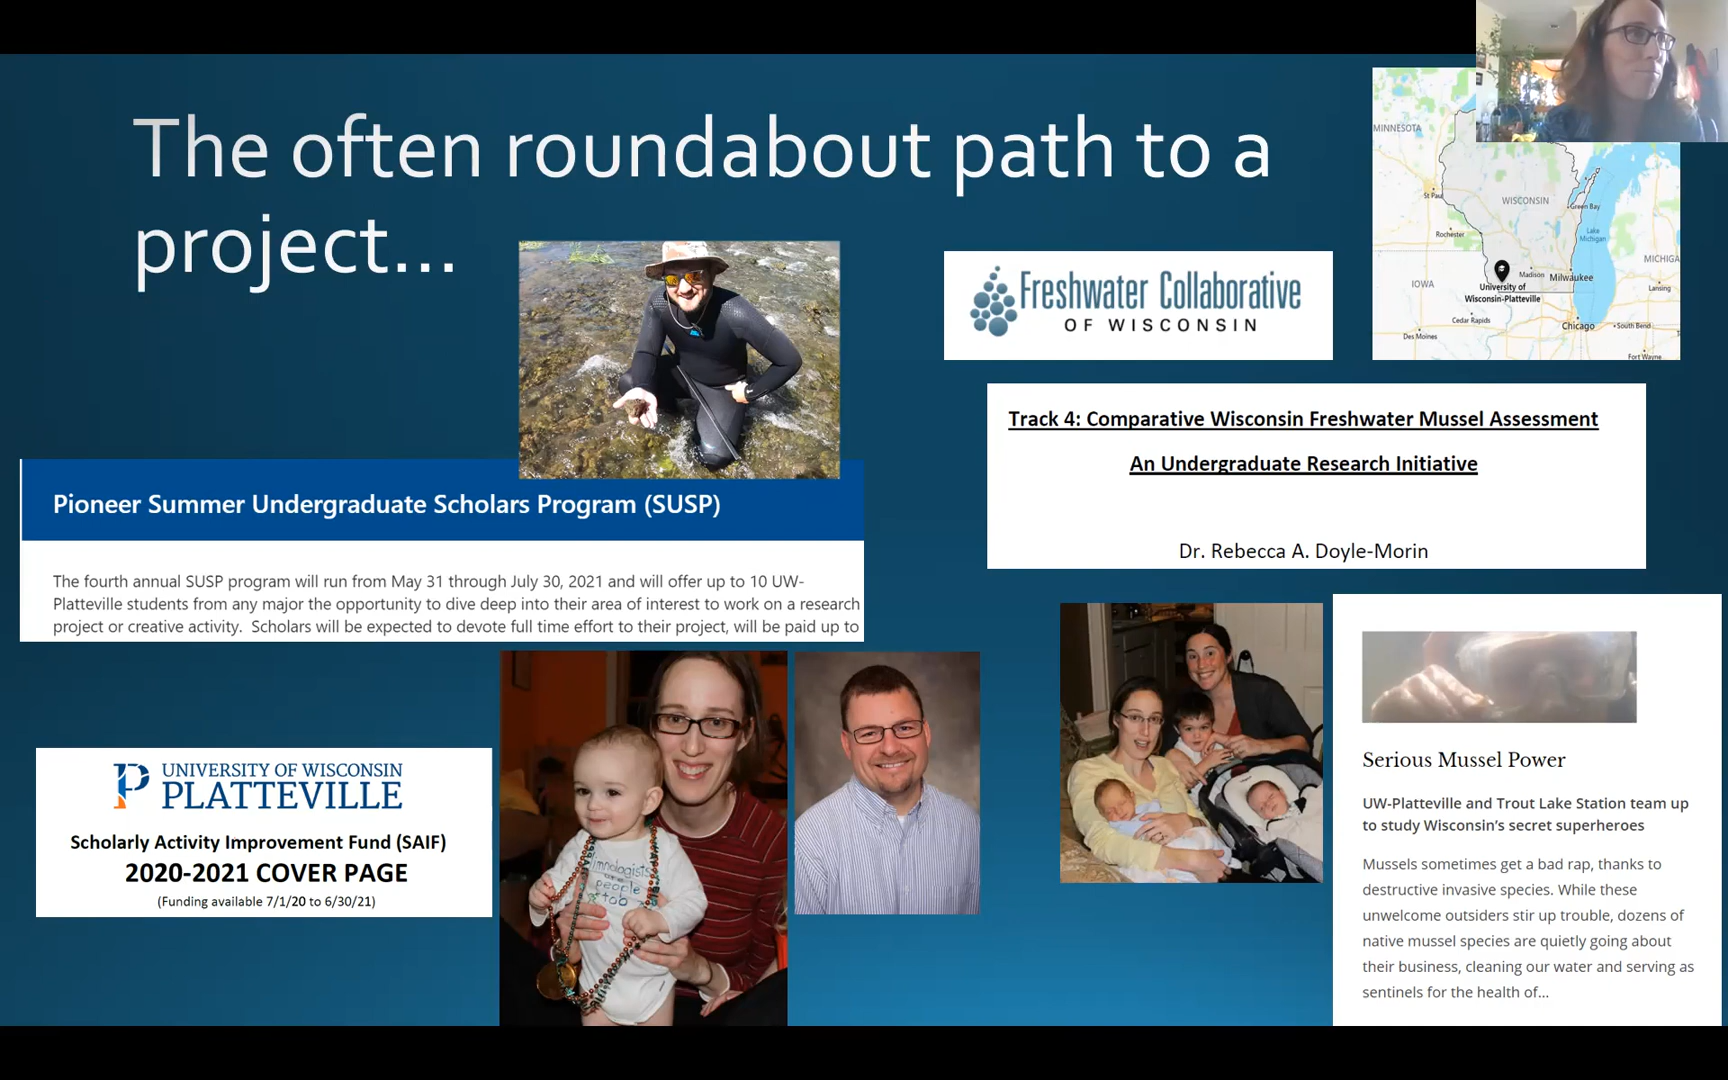 The often roundabout path to a
project...
Freshwater Collaborative
OF WISCONSIN
MINNESOTA
St Paul
WISCONSIN
Green Bay
Rochester
Lake
Michigan
MICHIGA
IOWA
Madison
Milwaukee
University of
Wisconsin-Platteville
Lansing
Cedar Rapids
Chicago
South Bend
Des Moines
Fort Wayne
Track 4: Comparative Wisconsin Freshwater Mussel Assessment
An Undergraduate Research Initiative
Dr. Rebecca A. Doyle-Morin
Pioneer Summer Undergraduate Scholars Program (SUSP)
The fourth annual SUSP program will run from May 31 through July 30, 2021 and will offer up to 10 UW-
Platteville students from any major the opportunity to dive deep into their area of interest to work on a research
project or creative activity. Scholars will be expected to devote full time effort to their project, will be paid up to
UNIVERSITY OF WISCONSIN
PLATTEVILLE
Scholarly Activity Improvement Fund (SAIF)
2020-2021 COVER PAGE
(Funding available 7/1/20 to 6/30/21)
limnologists
people
Serious Mussel Power
UW-Platteville and Trout Lake Station team up
to study Wisconsin's secret superheroes
Mussels sometimes get a bad rap, thanks to
destructive invasive species. While these
unwelcome outsiders stir up trouble, dozens of
native mussel species are quietly going about
their business, cleaning our water and serving as
sentinels for the health of...